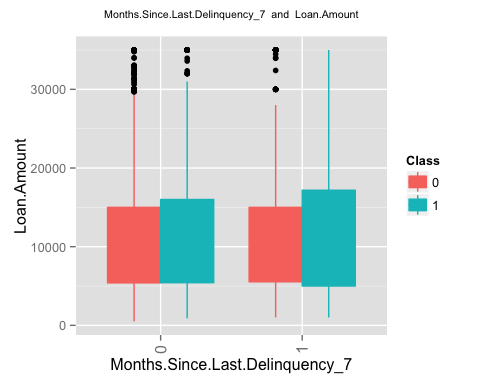 Months.Since.Last.Delinquency_7 and Loan.Amount
Loan.Amount
30000
20000
10000
0
0
1
Months.Since.Last.Delinquency_7
Class
0
1